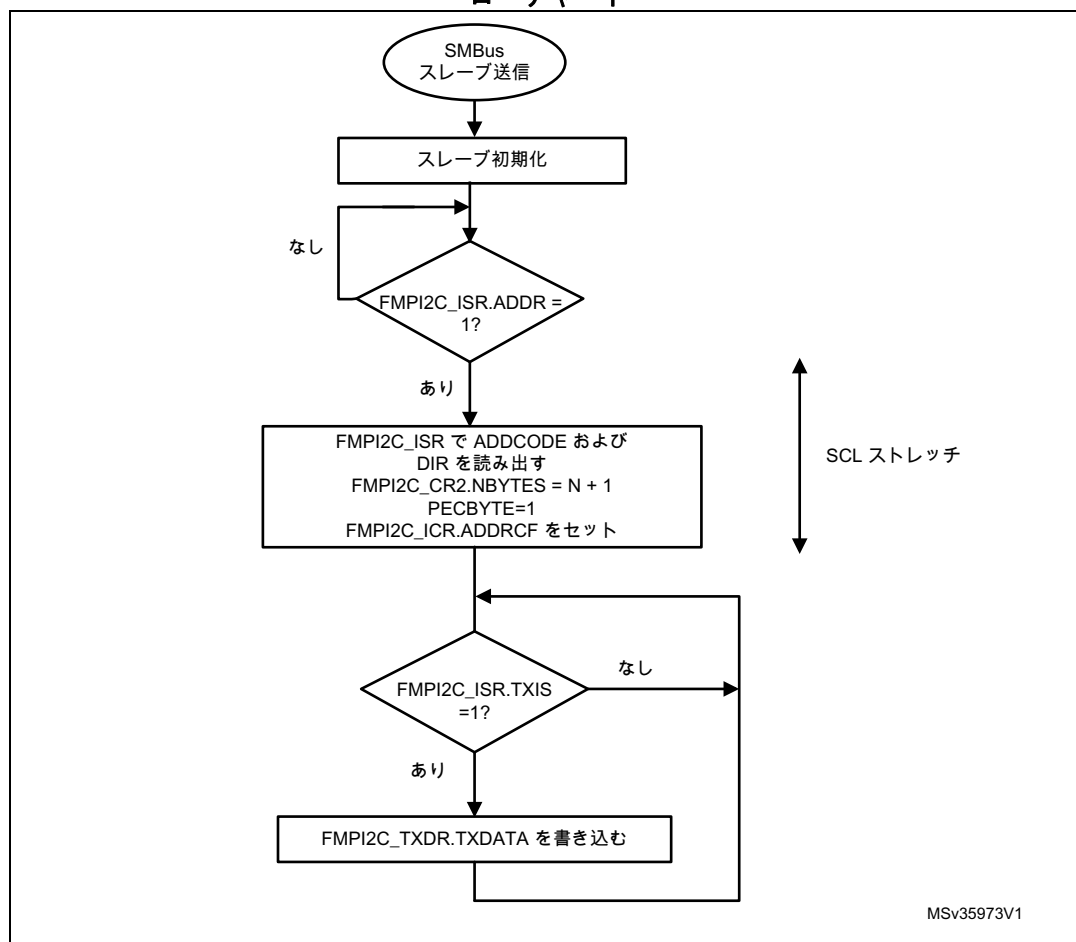 SMBus
スレーブ送信
スレーブ初期化
なし
FMPI2C_ISR.ADDR =
1?
あり
FMPI2C_ISR で ADDCODE および
DIR を読み出す
FMPI2C_CR2.NBYTES = N + 1
PECBYTE=1
FMPI2C_ICR.ADDRCF をセット
SCL ストレッチ
FMPI2C_ISR.TXIS
=1?
なし
あり
FMPI2C_TXDR.TXDATA を書き込む
MSv35973V1